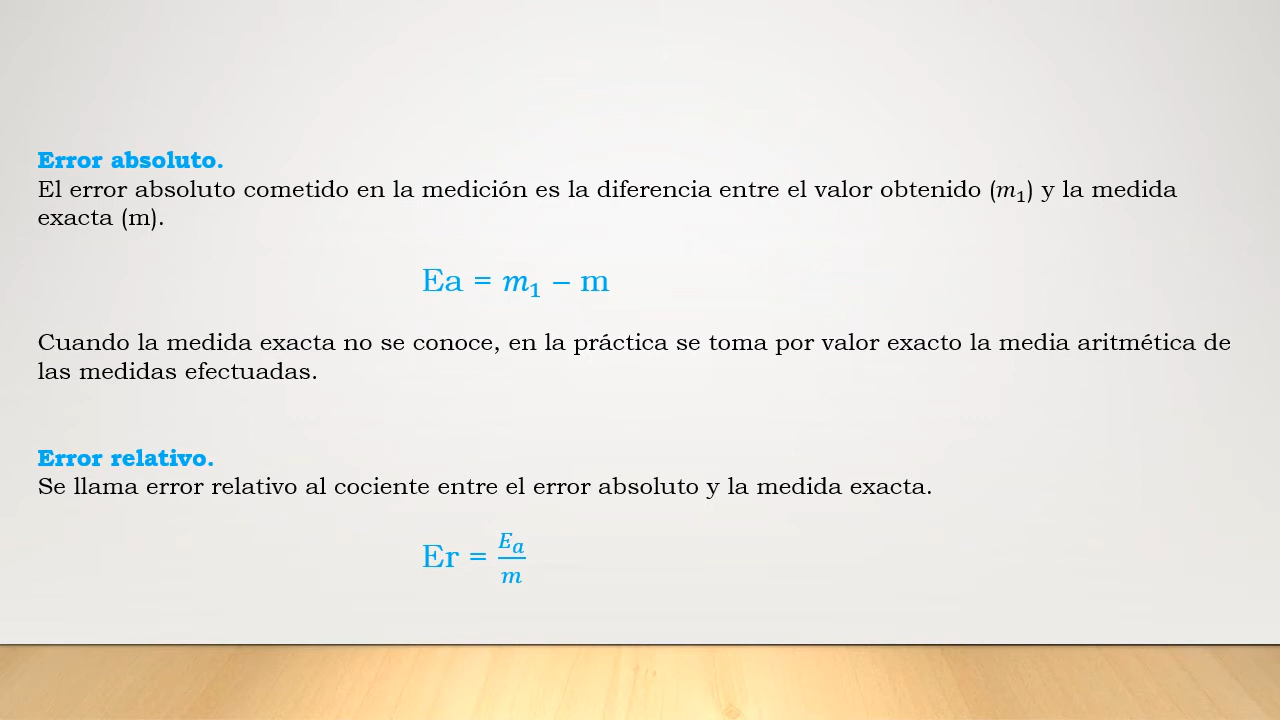 Error absoluto.
El error absoluto cometido en la medición es la diferencia entre el valor obtenido (𝑚₁) y la medida
exacta (m).
Ea = 𝑚₁ – m
Cuando la medida exacta no se conoce, en la práctica se toma por valor exacto la media aritmética de
las medidas efectuadas.
Error relativo.
Se llama error relativo al cociente entre el error absoluto y la medida exacta.
Er = 𝐸ₐ/𝑚